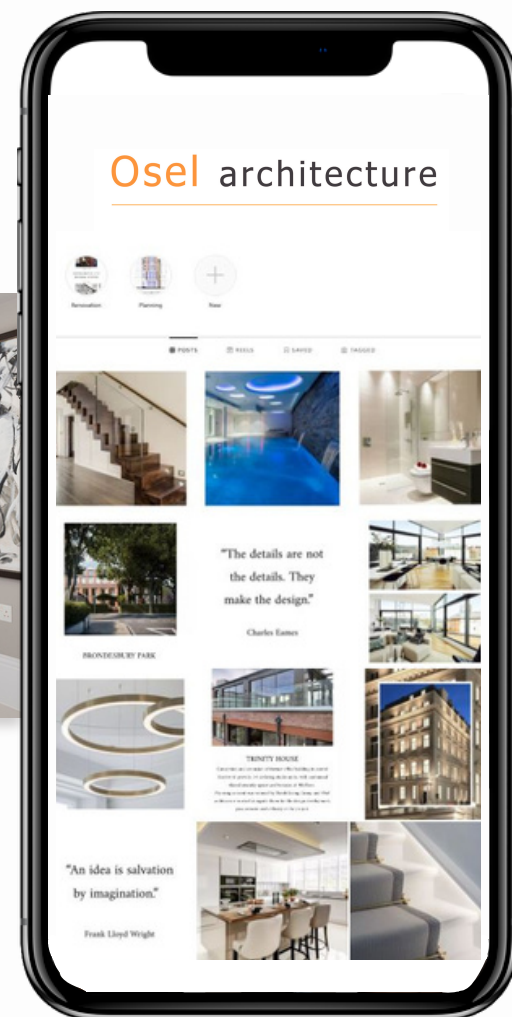 Osel architecture
Renovation
Planning
New
POSTS
REELS
SAVED
TAGGED
"The details are not
the details. They
make the design."
Charles Eames
BRONDESBURY PARK
TRINITY HOUSE
"An idea is salvation
by imagination."
Frank Lloyd Wright